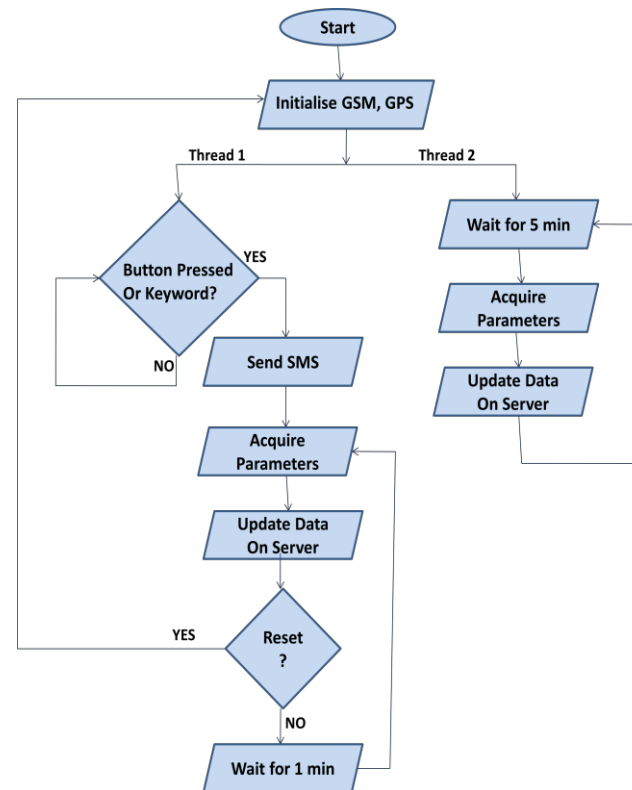 Start
Initialise GSM, GPS
Thread 1
Thread 2
Button Pressed
Or Keyword?
YES
NO
Send SMS
Acquire
Parameters
Update Data
On Server
Reset
?
YES
NO
Wait for 1 min
Wait for 5 min
Acquire
Parameters
Update Data
On Server